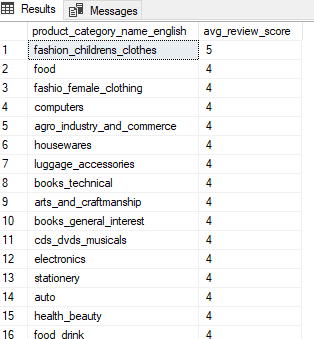 Results Messages
product_category_name_english avg_review_score
1 fashion_childrens_clothes 5
2 food 4
3 fashio_female_clothing 4
4 computers 4
5 agro_industry_and_commerce 4
6 housewares 4
7 luggage_accessories 4
8 books_technical 4
9 arts_and_craftmanship 4
10 books_general_interest 4
11 cds_dvds_musicals 4
12 electronics 4
13 stationery 4
14 auto 4
15 health_beauty 4
16 food_drink 4